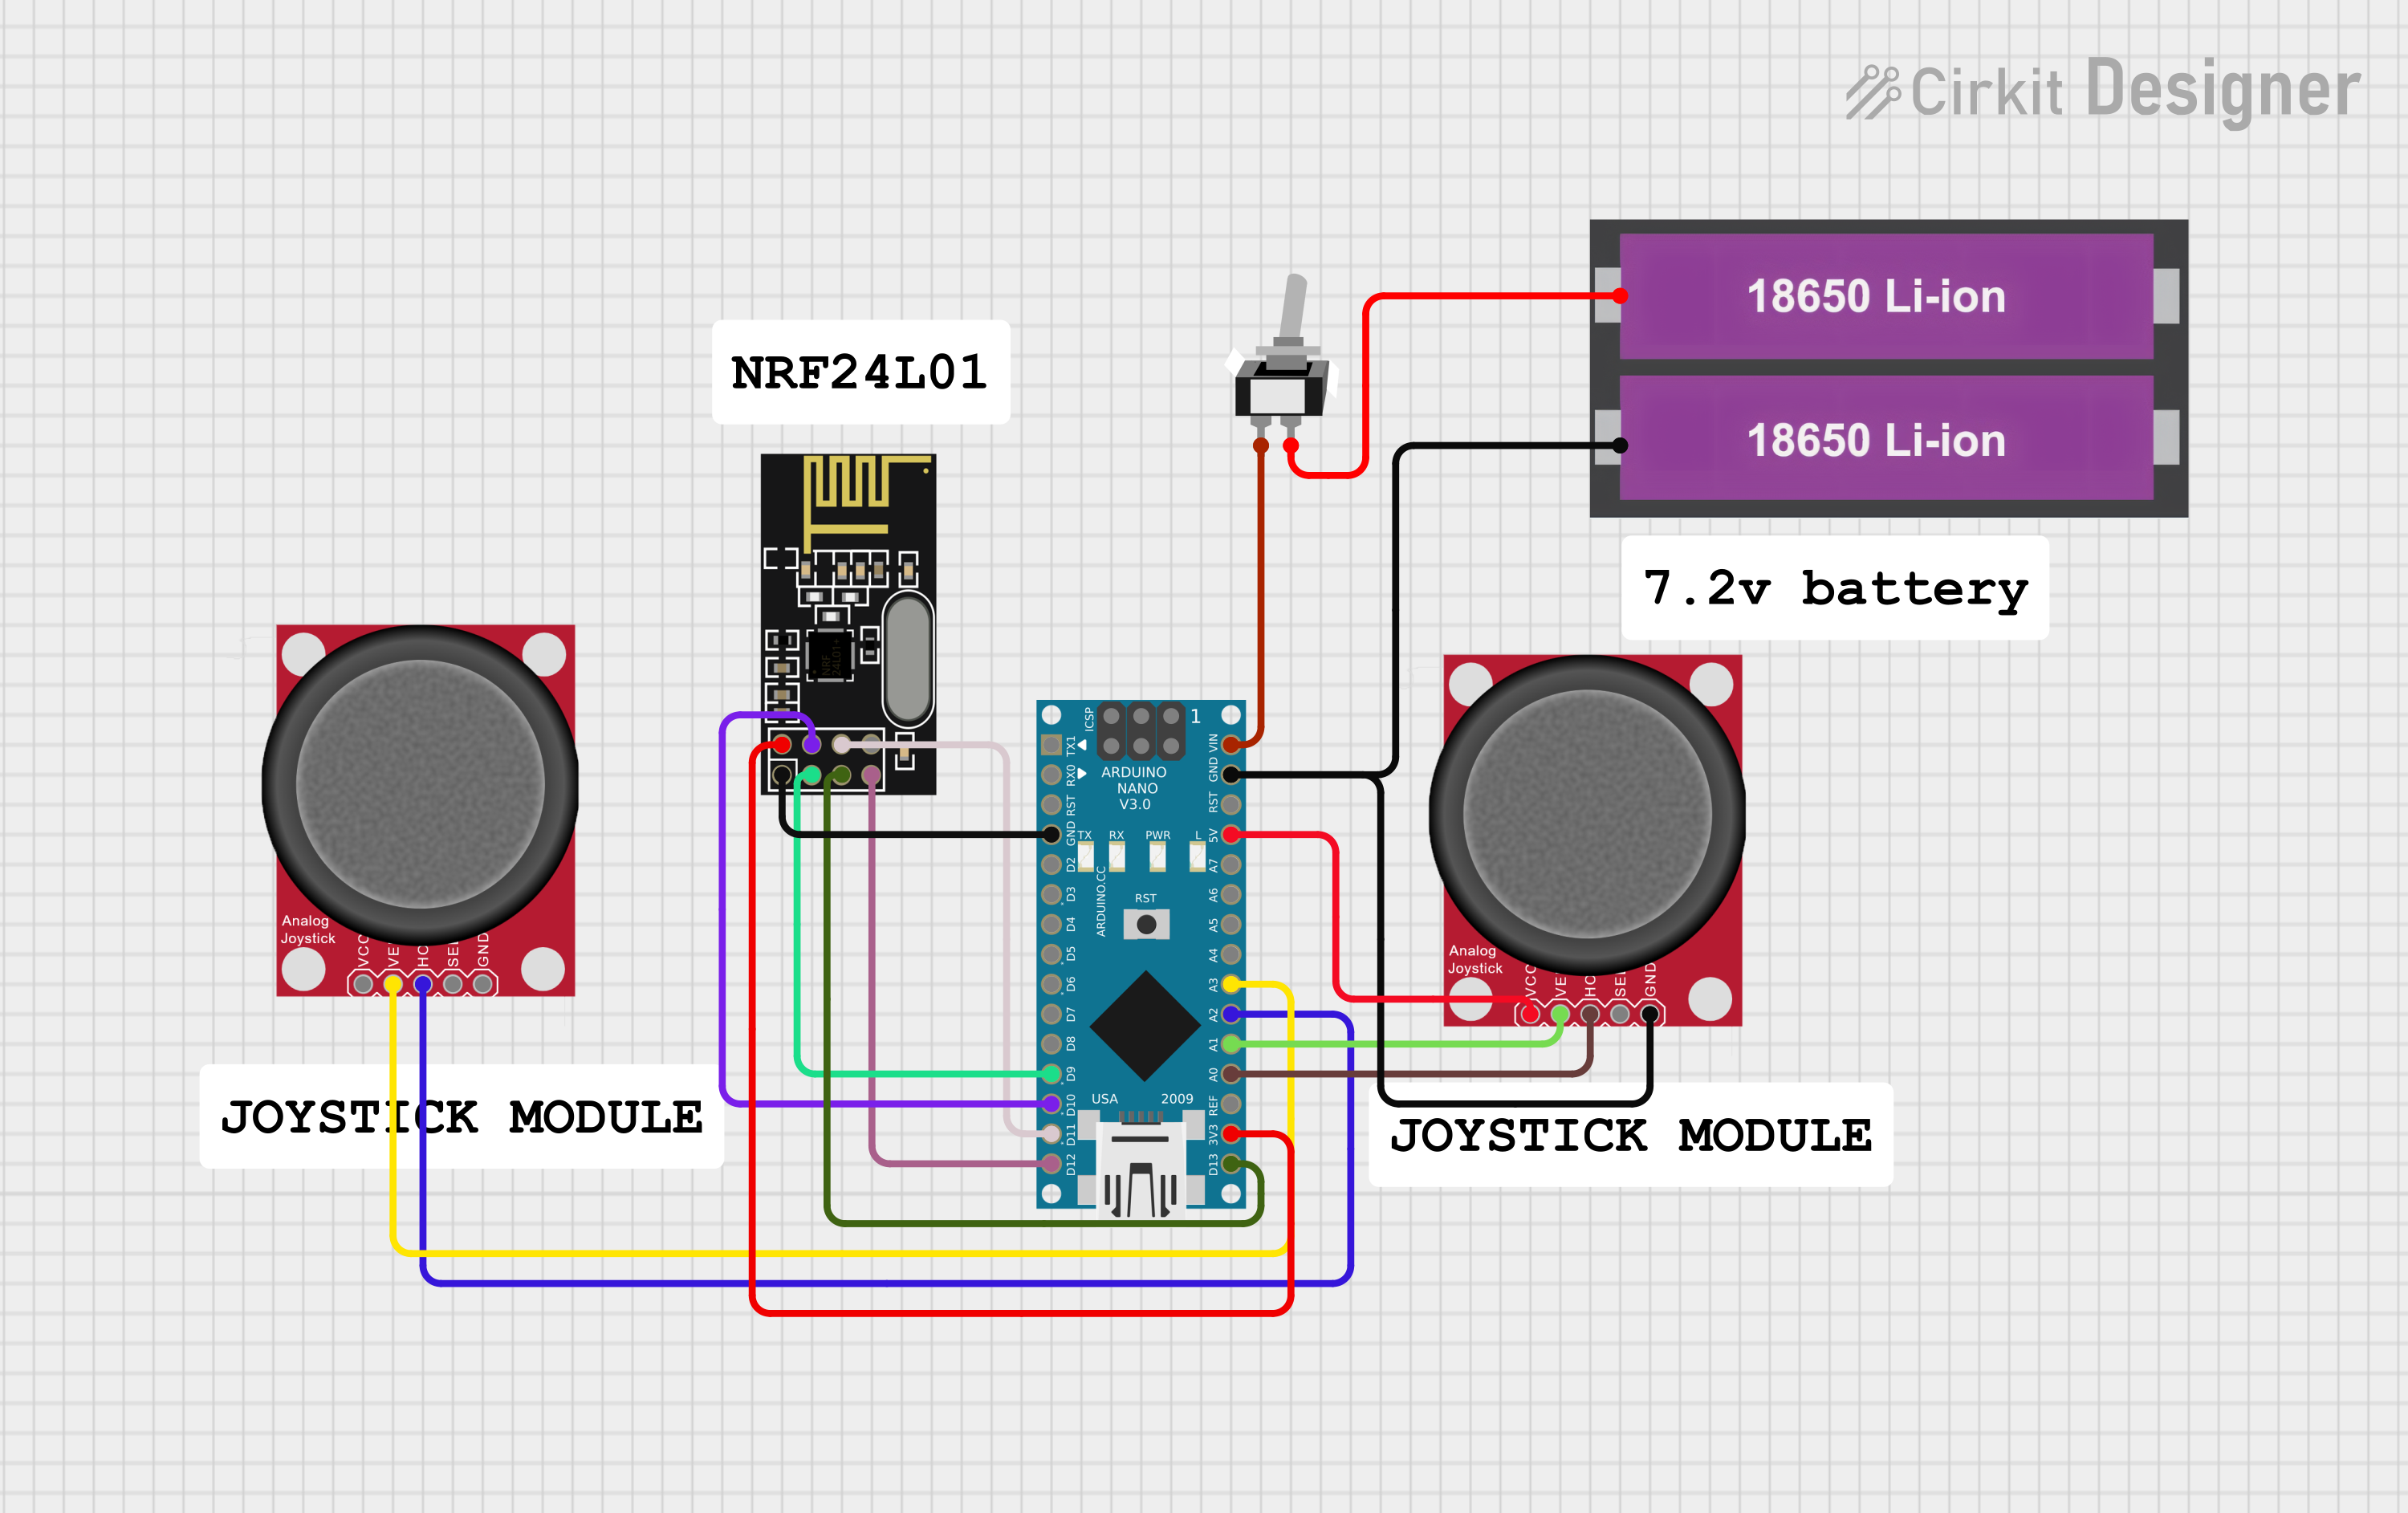 Cirkit Designer
18650 Li-ion
18650 Li-ion
7.2v battery
NRF24L01
NRF
24L01+
ICSP
1
ARDUINO
NANO
V3.0
TX1
RX0
RST
GND
D2
D3
D4
D5
D6
D7
D8
D9
D10
D11
D12
VIN
GND
RST
5V
A7
A6
A5
A4
A3
A2
A1
A0
REF
3V3
D13
TX
RX
PWR
L
RST
ARDUINO.CC
USA
2009
Analog
Joystick
VCC
VE
HO
SEL
GND
JOYSTICK MODULE
Analog
Joystick
VCC
VE
HO
SEL
GND
JOYSTICK MODULE